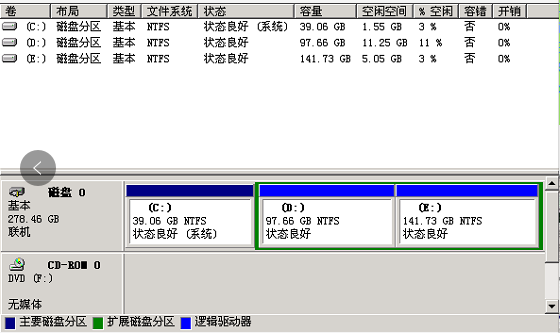 卷 布局 类型 文件系统 状态 容量 空闲空间 % 空闲 容错 开销
(C:) 磁盘分区 基本 NTFS 状态良好 (系统) 39.06 GB 1.55 GB 3 % 否 0%
(D:) 磁盘分区 基本 NTFS 状态良好 97.66 GB 11.25 GB 11 % 否 0%
(E:) 磁盘分区 基本 NTFS 状态良好 141.73 GB 5.05 GB 3 % 否 0%
磁盘 0
基本
278.46 GB
联机
(C:)
39.06 GB NTFS
状态良好 (系统)
(D:)
97.66 GB NTFS
状态良好
(E:)
141.73 GB NTFS
状态良好
CD-ROM 0
DVD (F:)
无媒体
主要磁盘分区 扩展磁盘分区 逻辑驱动器